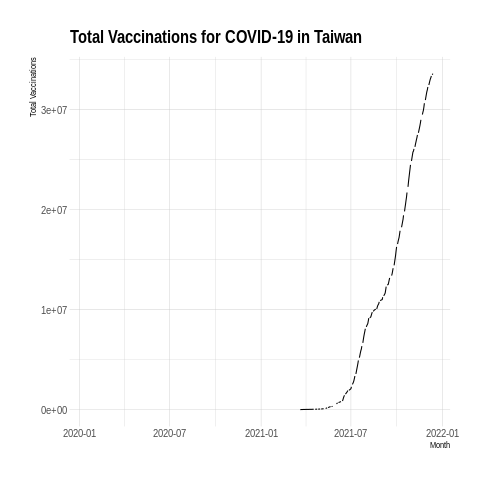 Total Vaccinations for COVID-19 in Taiwan
Total Vaccinations
3e+07
2e+07
1e+07
0e+00
2020-01 2020-07 2021-01 2021-07 2022-01
Month